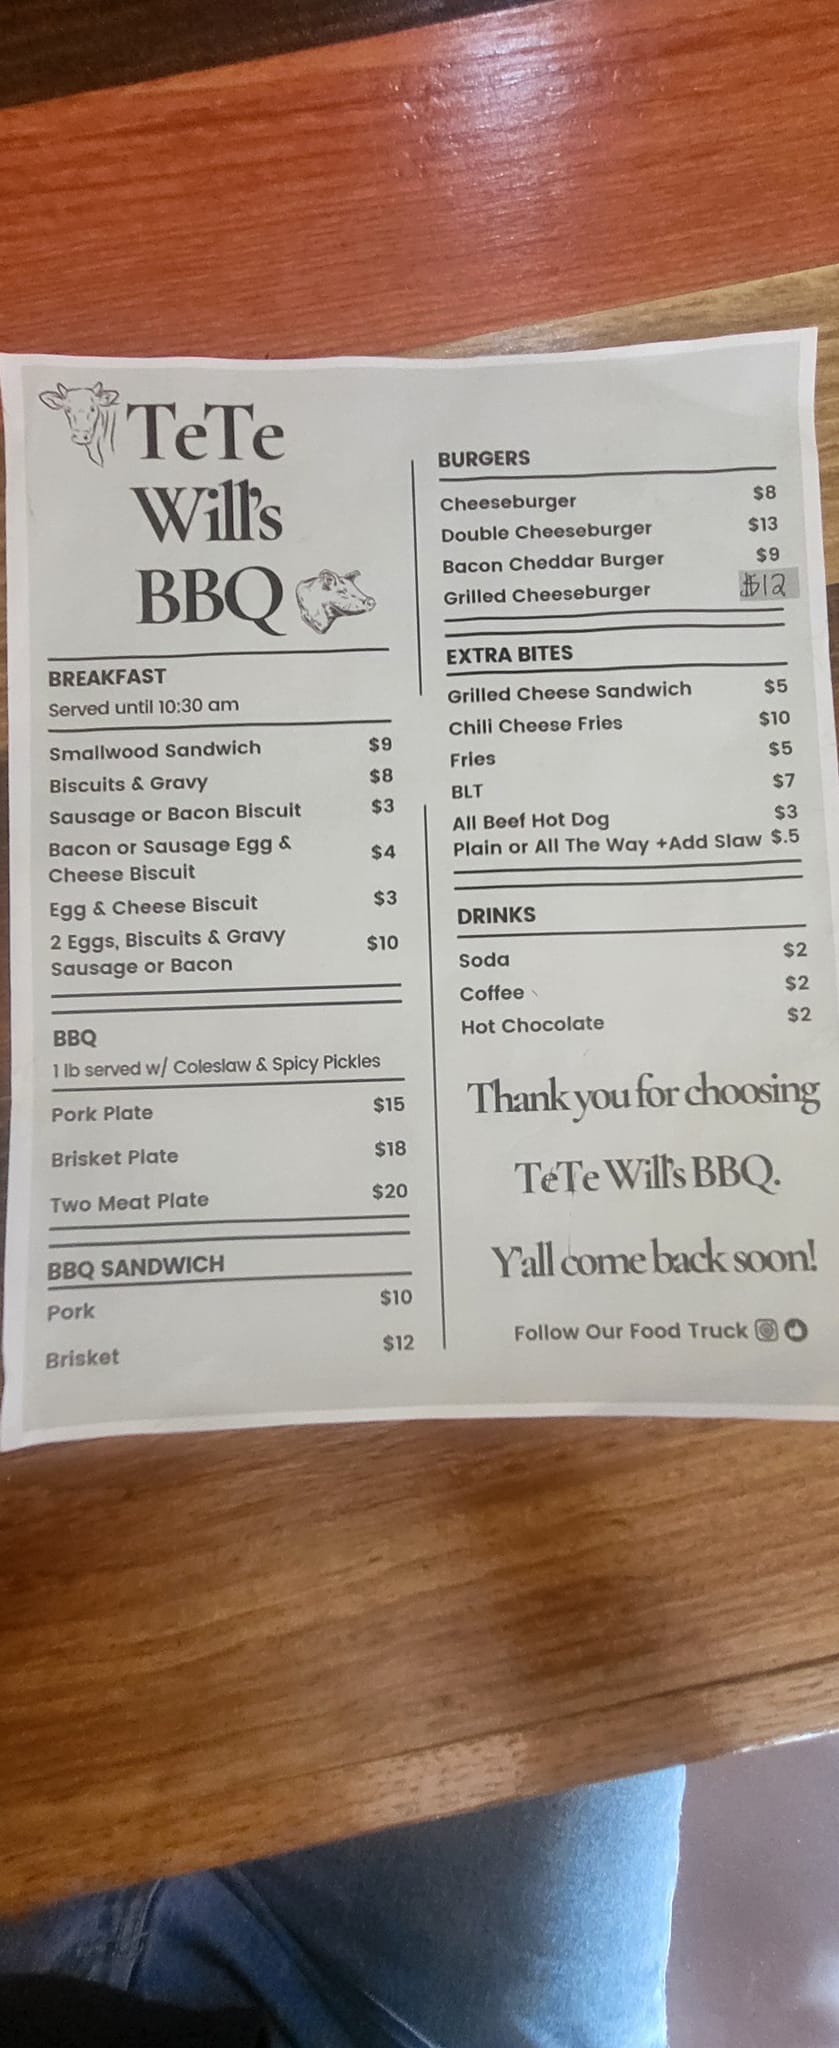 TeTe
Will's
BBQ
BREAKFAST
Served until 10:30 am
Smallwood Sandwich $9
Biscuits & Gravy $8
Sausage or Bacon Biscuit $3
Bacon or Sausage Egg &
Cheese Biscuit $4
Egg & Cheese Biscuit $3
2 Eggs, Biscuits & Gravy $10
Sausage or Bacon
BBQ
1 lb served w/ Coleslaw & Spicy Pickles
Pork Plate $15
Brisket Plate $18
Two Meat Plate $20
BBQ SANDWICH
Pork $10
Brisket $12
BURGERS
Cheeseburger $8
Double Cheeseburger $13
Bacon Cheddar Burger $9
Grilled Cheeseburger $12
EXTRA BITES
Grilled Cheese Sandwich $5
Chili Cheese Fries $10
Fries $5
BLT $7
All Beef Hot Dog $3
Plain or All The Way +Add Slaw $.5
DRINKS
Soda $2
Coffee $2
Hot Chocolate $2
Thank you for choosing
TeTe Will's BBQ.
Y'all come back soon!
Follow Our Food Truck